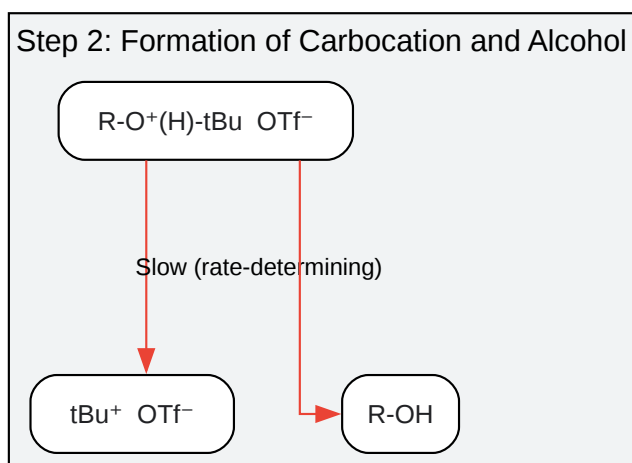 Step 2: Formation of Carbocation and Alcohol
R-O⁺(H)-tBu OTf⁻
Slow (rate-determining)
tBu⁺ OTf⁻
R-OH